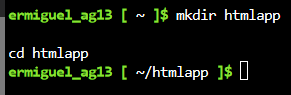 ermiguel_ag13 [ ~ ]$ mkdir htmlapp
cd htmlapp
ermiguel_ag13 [ ~/htmlapp ]$